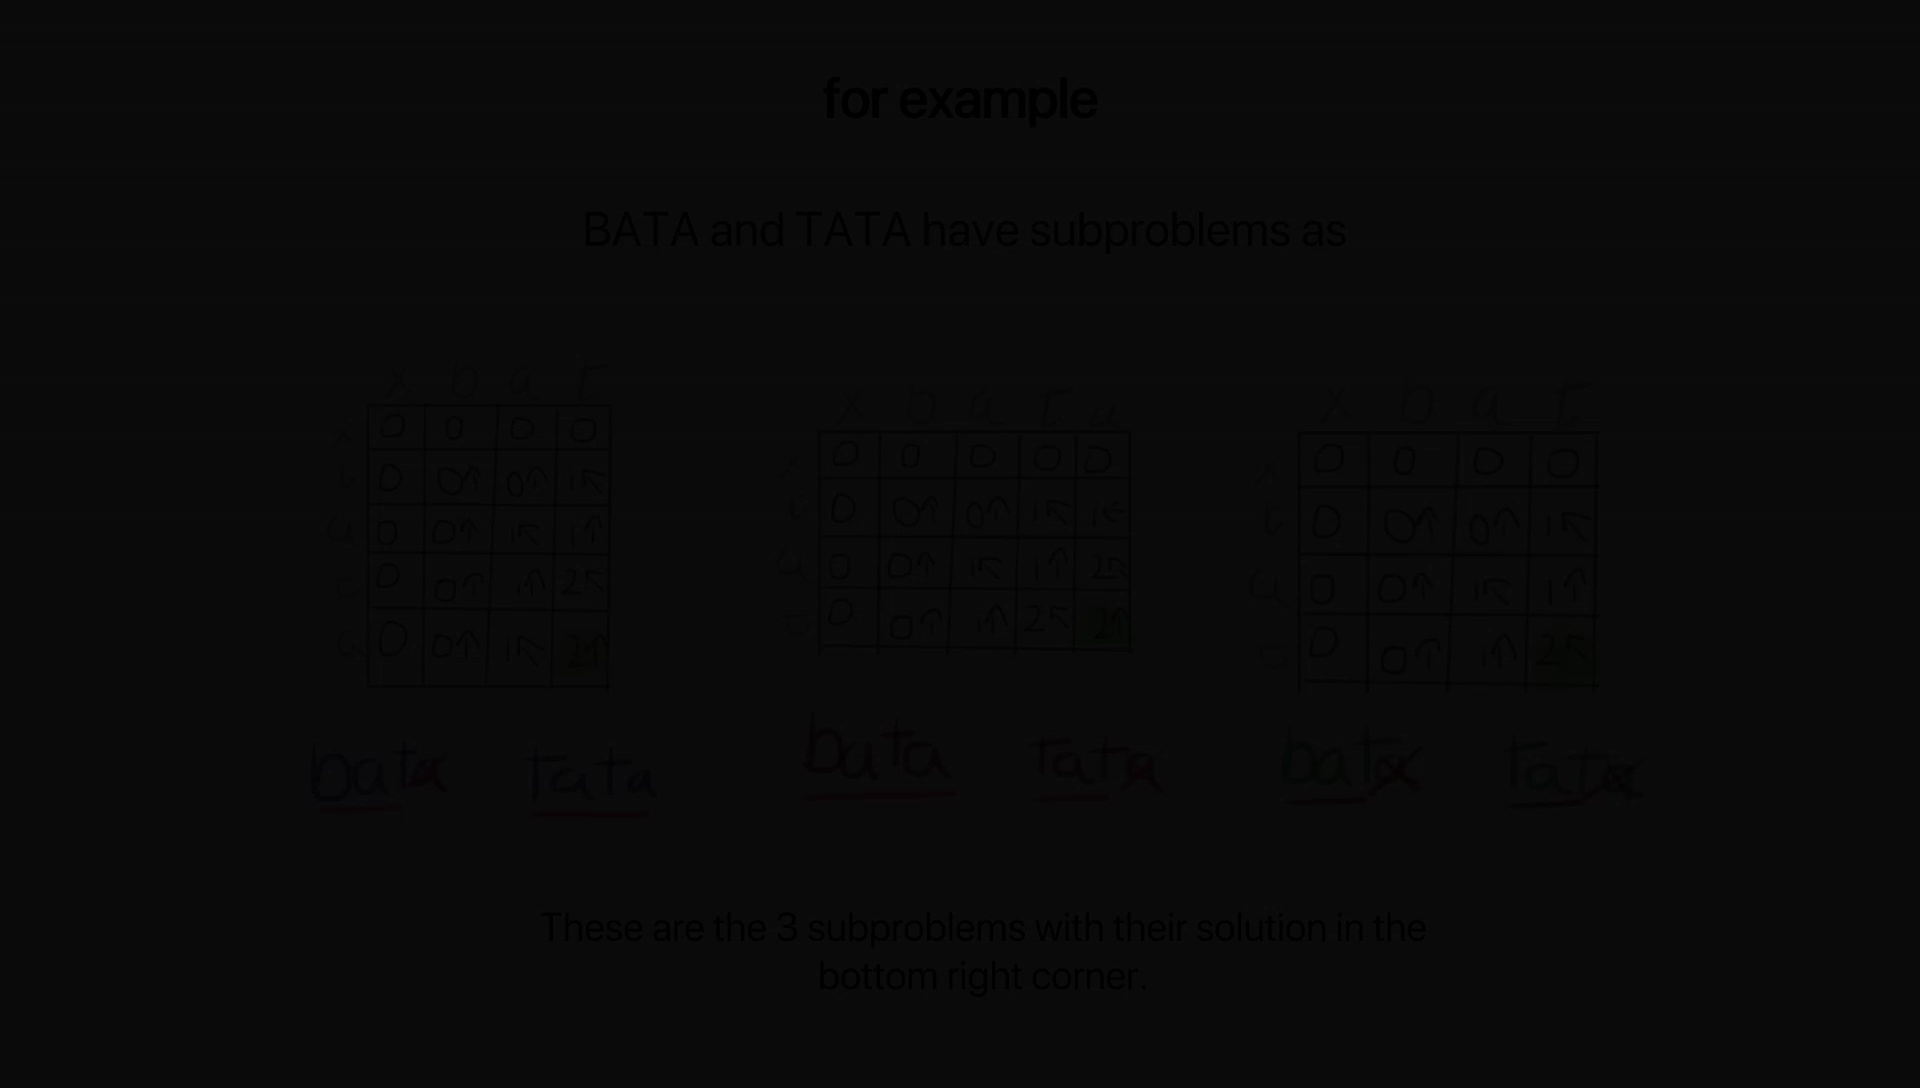 for example
BATA and TATA have subproblems as
x b a t
x 0 0 0 0
t 0 0↑ 0↑ 1↖
a 0 0↑ 1↖ 1↑
t 0 0↑ 1↑ 2↖
a 0 0↑ 1↖ 2↑
bata tata
x b a t a
x 0 0 0 0 0
t 0 0↑ 0↑ 1↖ 1←
a 0 0↑ 1↖ 1↑ 2↖
0 0↑ 1↑ 2↖ 2↑
bata tata
x b a t
x 0 0 0 0
t 0 0↑ 0↑ 1↖
a 0 0↑ 1↖ 1↑
0 0↑ 1↑ 2↖
bata tata
These are the 3 subproblems with their solution in the
bottom right corner.